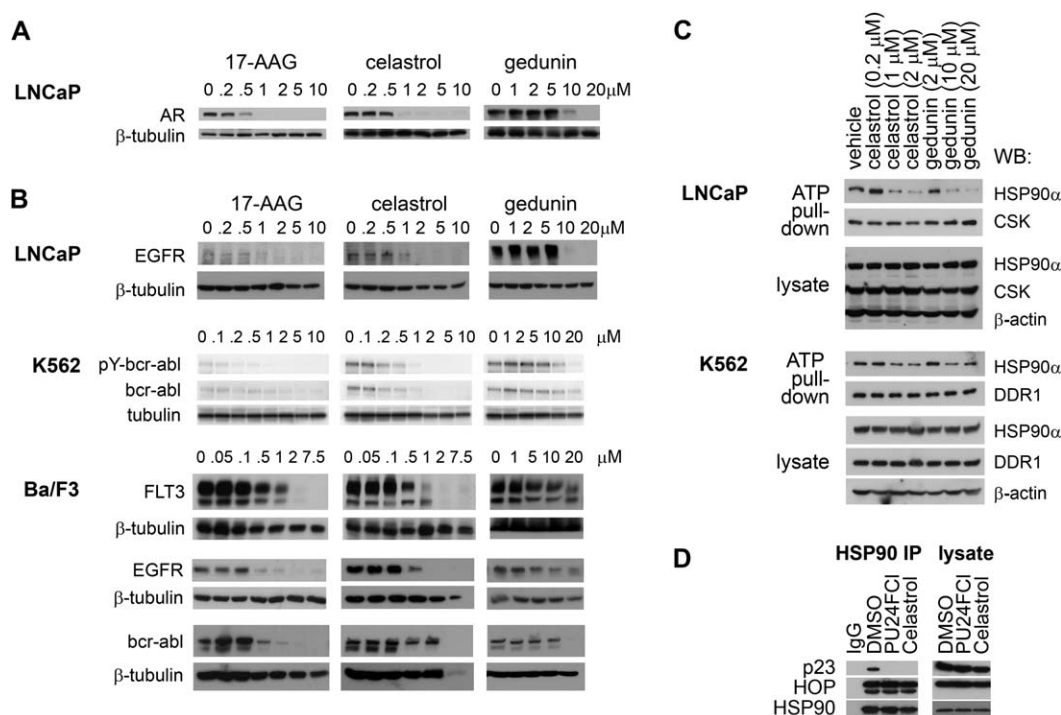 A
17-AAG celastrol gedunin
LNCaP
0 .2 .5 1 2 5 10 0 .2 .5 1 2 5 10 0 1 2 5 10 20µM
AR
β-tubulin
B
17-AAG celastrol gedunin
LNCaP
0 .2 .5 1 2 5 10 0 .2 .5 1 2 5 10 0 1 2 5 10 20µM
EGFR
β-tubulin
0 .1 .2 .5 1 2 5 10 0 .1 .2 .5 1 2 5 10 0 1 2 5 10 20 µM
K562
pY-bcr-abl
bcr-abl
tubulin
0 .05 .1 .5 1 2 7.5 0 .05 .1 .5 1 2 7.5 0 1 5 10 20 µM
Ba/F3
FLT3
β-tubulin
EGFR
β-tubulin
bcr-abl
β-tubulin
C
vehicle
celastrol (0.2 µM)
celastrol (1 µM)
celastrol (2 µM)
gedunin (2 µM)
gedunin (10 µM)
gedunin (20 µM)
WB:
LNCaP
ATP pull-down
HSP90α
CSK
lysate
HSP90α
CSK
β-actin
K562
ATP pull-down
HSP90α
DDR1
lysate
HSP90α
DDR1
β-actin
D
HSP90 IP lysate
IgG
DMSO
PU24FCl
Celastrol
DMSO
PU24FCl
Celastrol
p23
HOP
HSP90